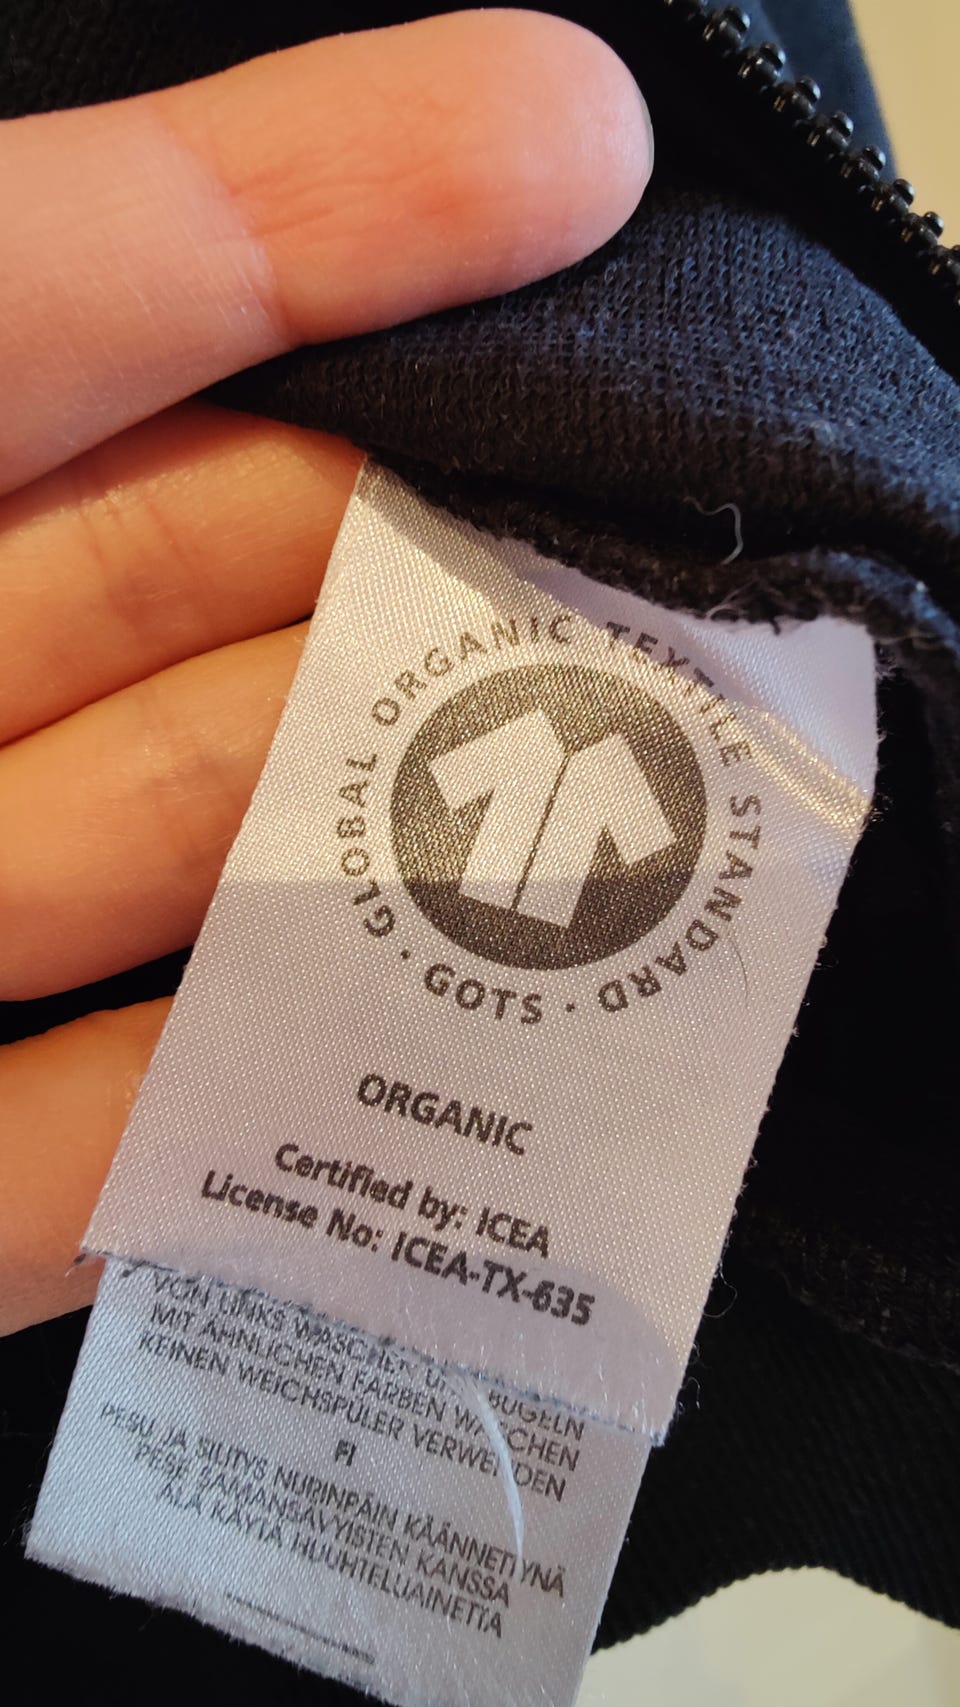 GLOBAL ORGANIC TEXTILE STANDARD · GOTS ·
ORGANIC
Certified by: ICEA
License No: ICEA-TX-635
VON LINKS WASCHEN UND BÜGELN
MIT ÄHNLICHEN FARBEN WASCHEN
KEINEN WEICHSPÜLER VERWENDEN
FI
PESU JA SILITYS NURINPÄIN KÄÄNNETTYNÄ
PESE SAMANSÄVYISTEN KANSSA
ÄLÄ KÄYTÄ HUUHTELUAINETTA